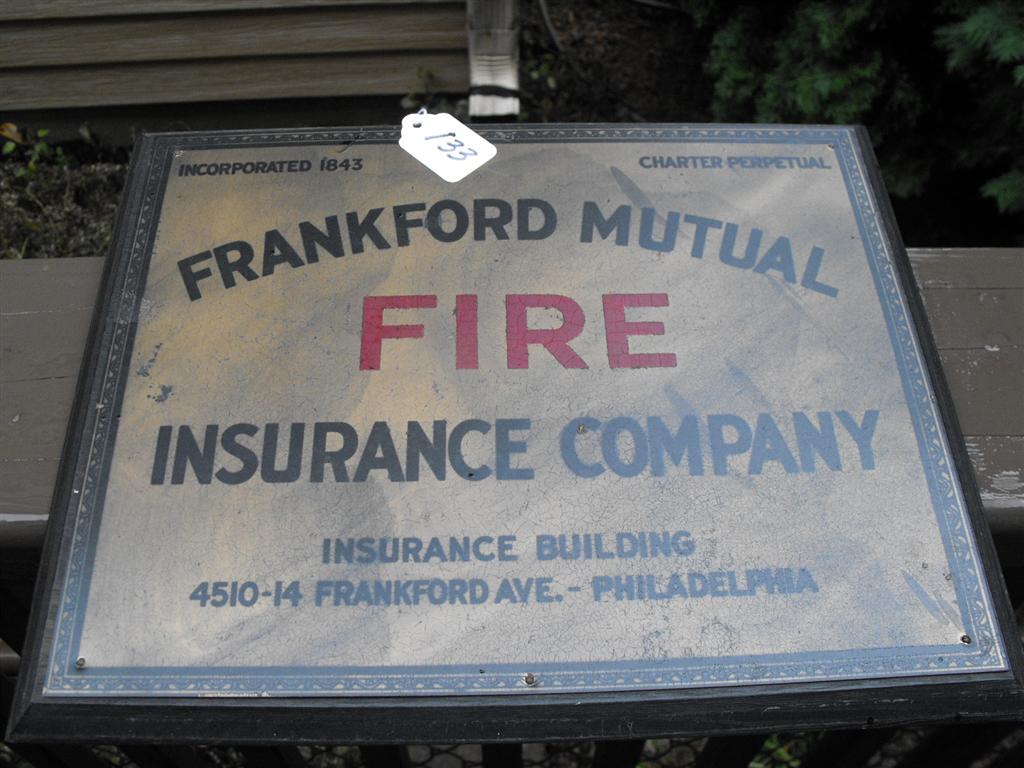 133
INCORPORATED 1843 CHARTER PERPETUAL
FRANKFORD MUTUAL
FIRE
INSURANCE COMPANY
INSURANCE BUILDING
4510-14 FRANKFORD AVE. - PHILADELPHIA